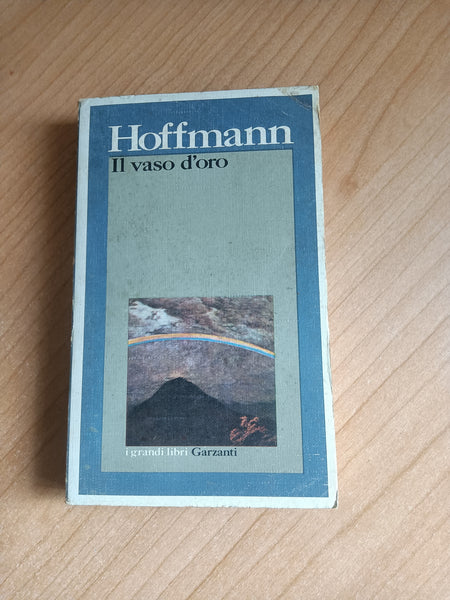 Hoffmann
Il vaso d'oro
i grandi libri Garzanti